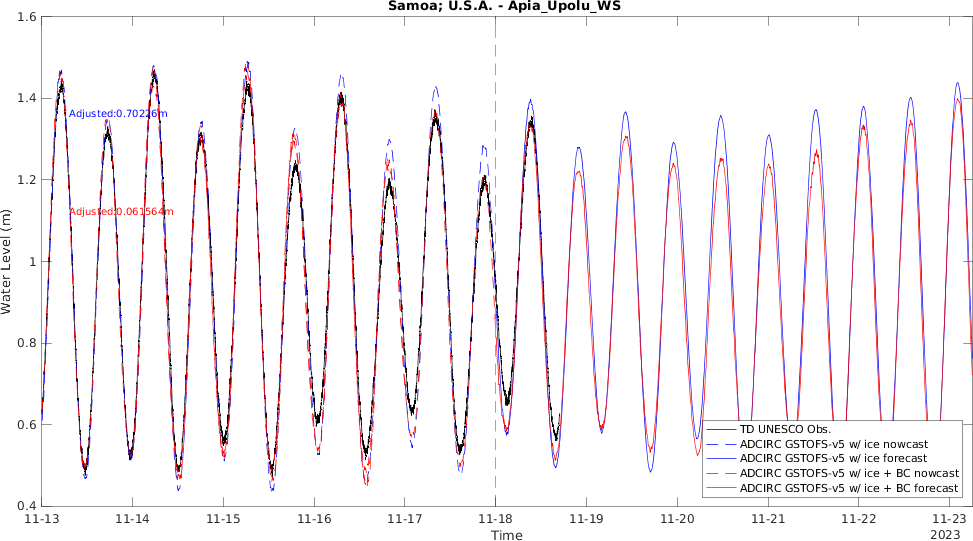 Samoa; U.S.A. - Apia_Upolu_WS
1.6
1.4
1.2
1
0.8
0.6
0.4
Water Level (m)
Adjusted:0.70226m
Adjusted:0.061564m
TD UNESCO Obs.
ADCIRC GSTOFS-v5 w/ ice nowcast
ADCIRC GSTOFS-v5 w/ ice forecast
ADCIRC GSTOFS-v5 w/ ice + BC nowcast
ADCIRC GSTOFS-v5 w/ ice + BC forecast
11-13 11-14 11-15 11-16 11-17 11-18 11-19 11-20 11-21 11-22 11-23
Time
2023